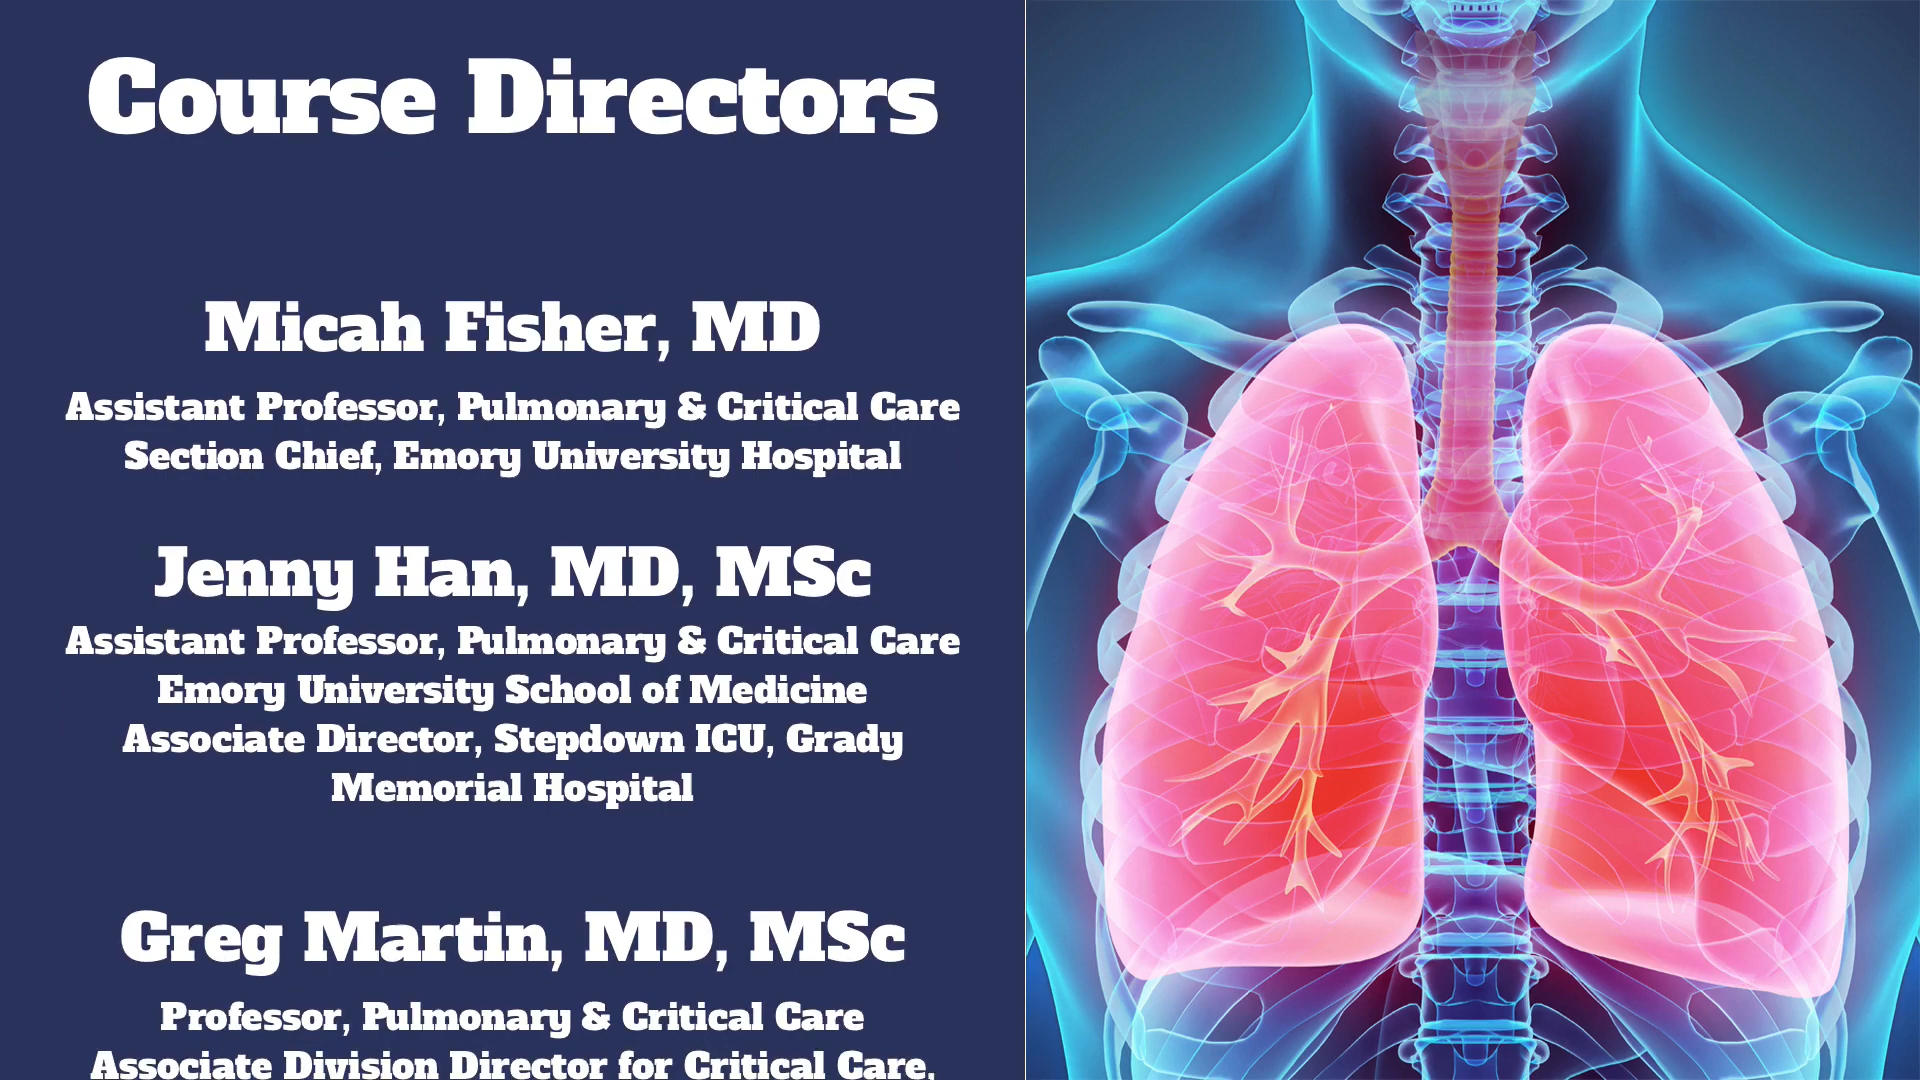 Course Directors
Micah Fisher, MD
Assistant Professor, Pulmonary & Critical Care
Section Chief, Emory University Hospital
Jenny Han, MD, MSc
Assistant Professor, Pulmonary & Critical Care
Emory University School of Medicine
Associate Director, Stepdown ICU, Grady
Memorial Hospital
Greg Martin, MD, MSc
Professor, Pulmonary & Critical Care
Associate Division Director for Critical Care,